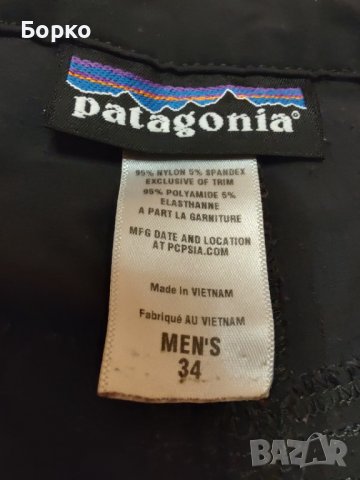 Борко
patagonia®
95% NYLON 5% SPANDEX
EXCLUSIVE OF TRIM
95% POLYAMIDE 5%
ELASTHANNE
A PART LA GARNITURE
MFG DATE AND LOCATION
AT PCPSIA.COM
Made in VIETNAM
Fabriqué AU VIETNAM
MEN'S
34
BAZAR